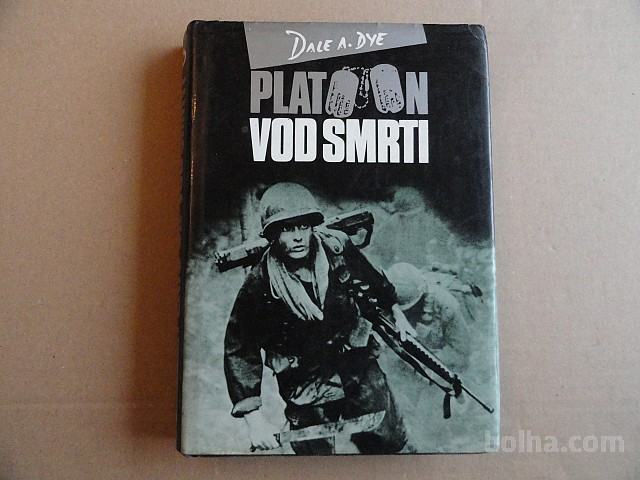 DALE A. DYE
PLATOON
VOD SMRTI
bolha.com